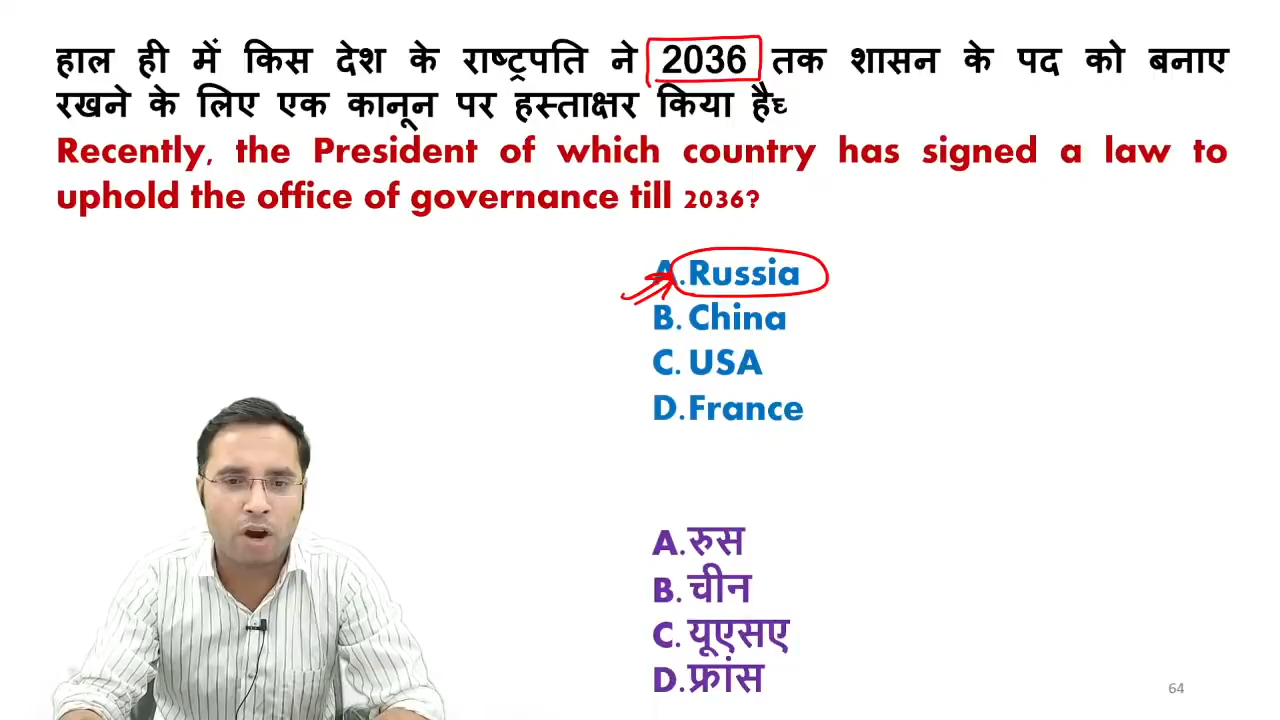 हाल ही में किस देश के राष्ट्रपति ने 2036 तक शासन के पद को बनाए
रखने के लिए एक कानून पर हस्ताक्षर किया हैच्
Recently, the President of which country has signed a law to
uphold the office of governance till 2036?
A.Russia
B.China
C.USA
D.France
A.रुस
B.चीन
C.यूएसए
D.फ्रांस
64